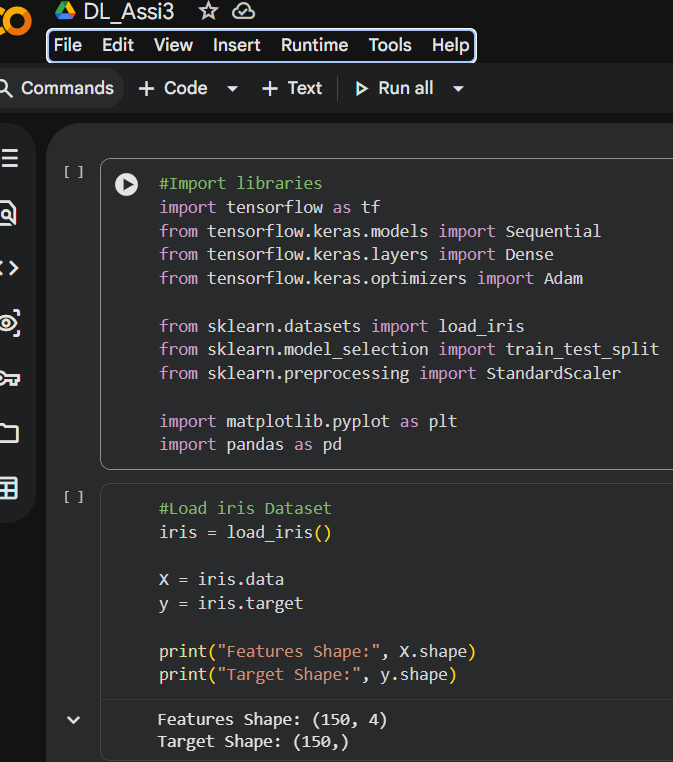 DL_Assi3
File Edit View Insert Runtime Tools Help
Commands + Code + Text Run all
[ ]
#Import libraries
import tensorflow as tf
from tensorflow.keras.models import Sequential
from tensorflow.keras.layers import Dense
from tensorflow.keras.optimizers import Adam
from sklearn.datasets import load_iris
from sklearn.model_selection import train_test_split
from sklearn.preprocessing import StandardScaler
import matplotlib.pyplot as plt
import pandas as pd
[ ]
#Load iris Dataset
iris = load_iris()
X = iris.data
y = iris.target
print("Features Shape:", X.shape)
print("Target Shape:", y.shape)
Features Shape: (150, 4)
Target Shape: (150,)